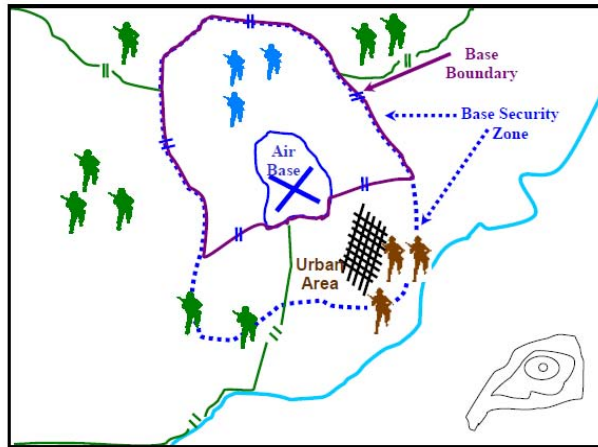 Base
Boundary
Base Security
Zone
Air
Base
Urban
Area